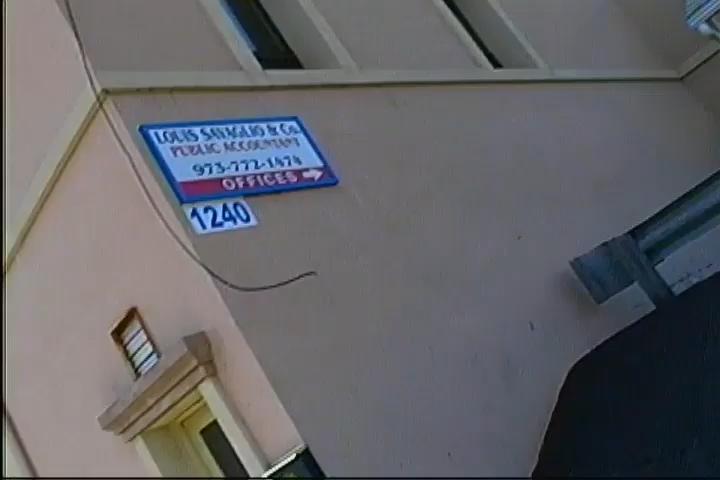 LOUIS SAVAGLIO & Co.
PUBLIC ACCOUNTANT
973-772-1474
OFFICES →
1240